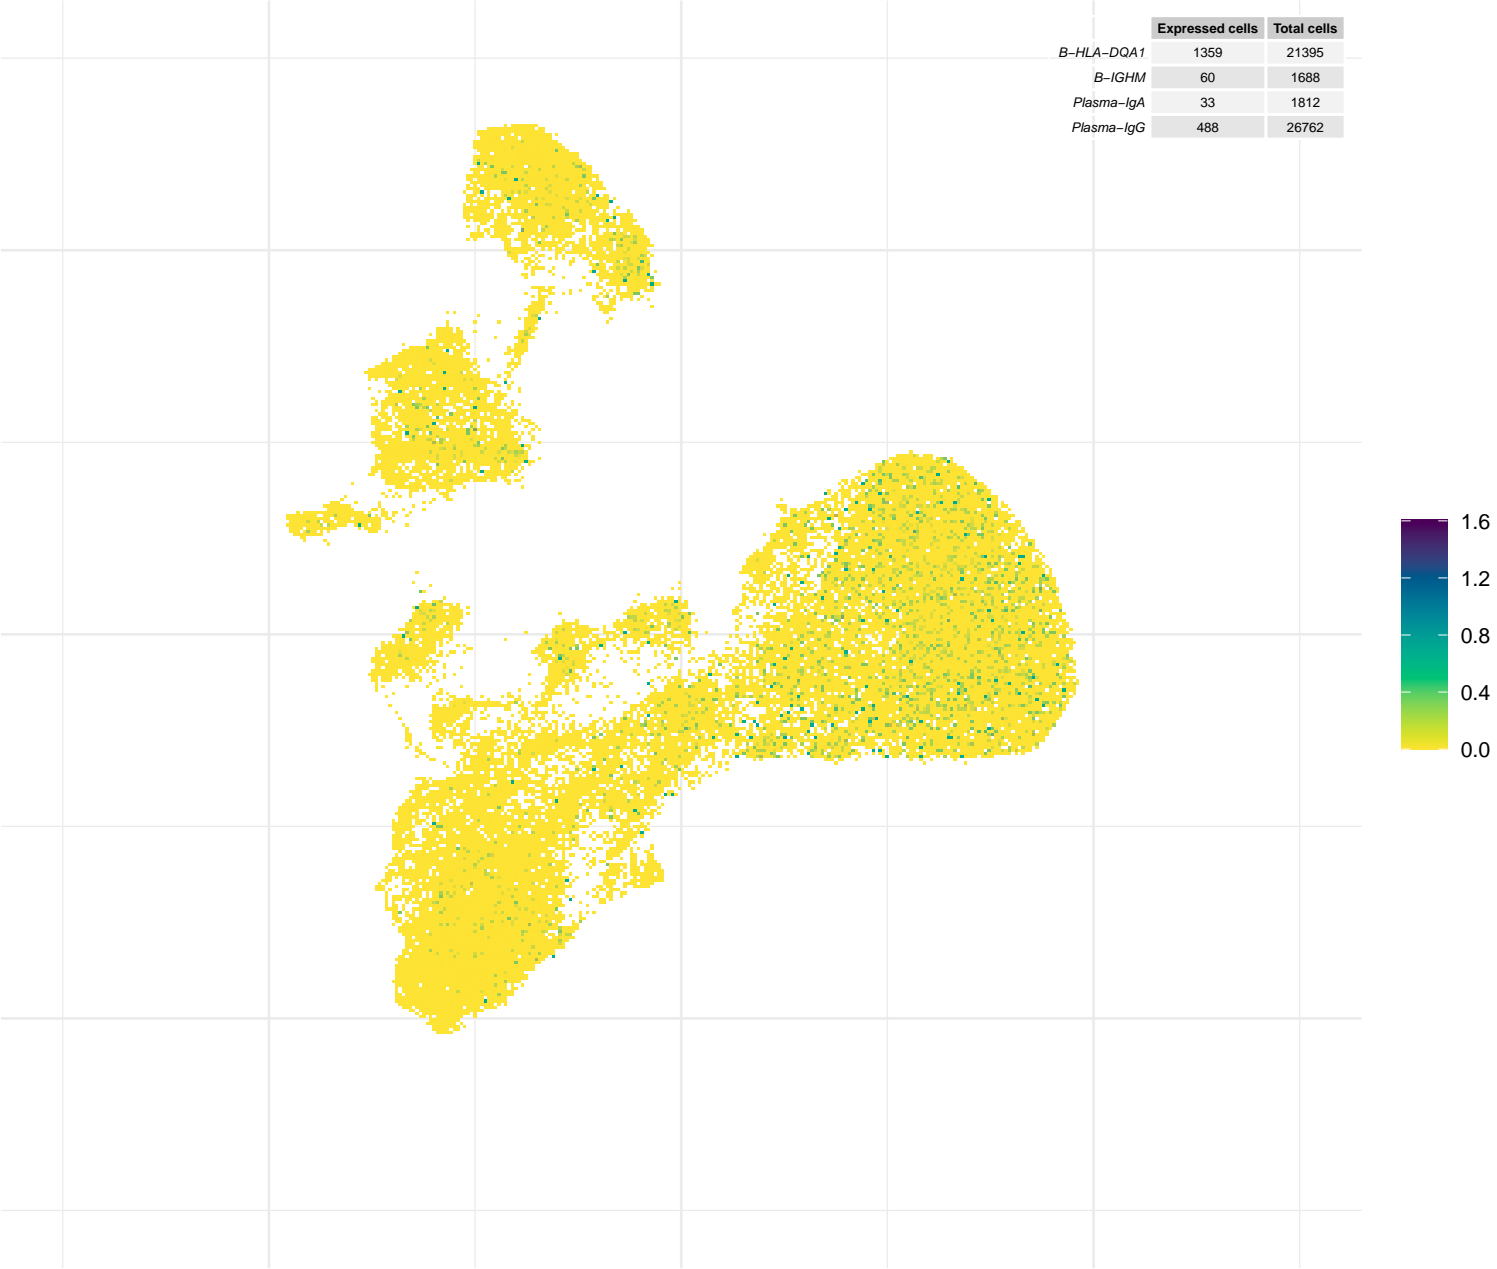 Expressed cells Total cells
B−HLA−DQA1 1359 21395
B−IGHM 60 1688
Plasma−IgA 33 1812
Plasma−IgG 488 26762
1.6
1.2
0.8
0.4
0.0